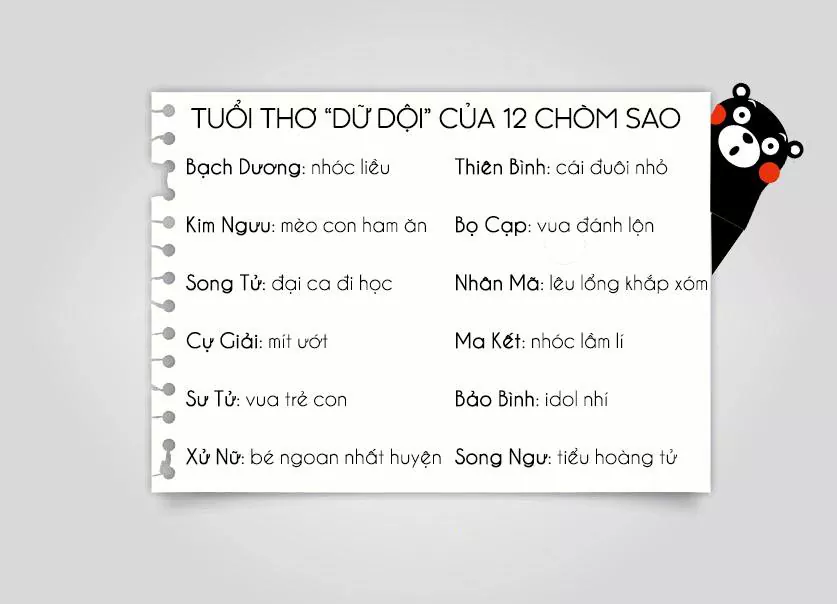 TUỔI THƠ “DỮ DỘI” CỦA 12 CHÒM SAO
Bạch Dương: nhóc liều
Kim Ngưu: mèo con ham ăn
Song Tử: đại ca đi học
Cự Giải: mít ướt
Sư Tử: vua trẻ con
Xử Nữ: bé ngoan nhất huyện
Thiên Bình: cái đuôi nhỏ
Bọ Cạp: vua đánh lộn
Nhân Mã: lêu lổng khắp xóm
Ma Kết: nhóc lầm lí
Bảo Bình: idol nhí
Song Ngư: tiểu hoàng tử